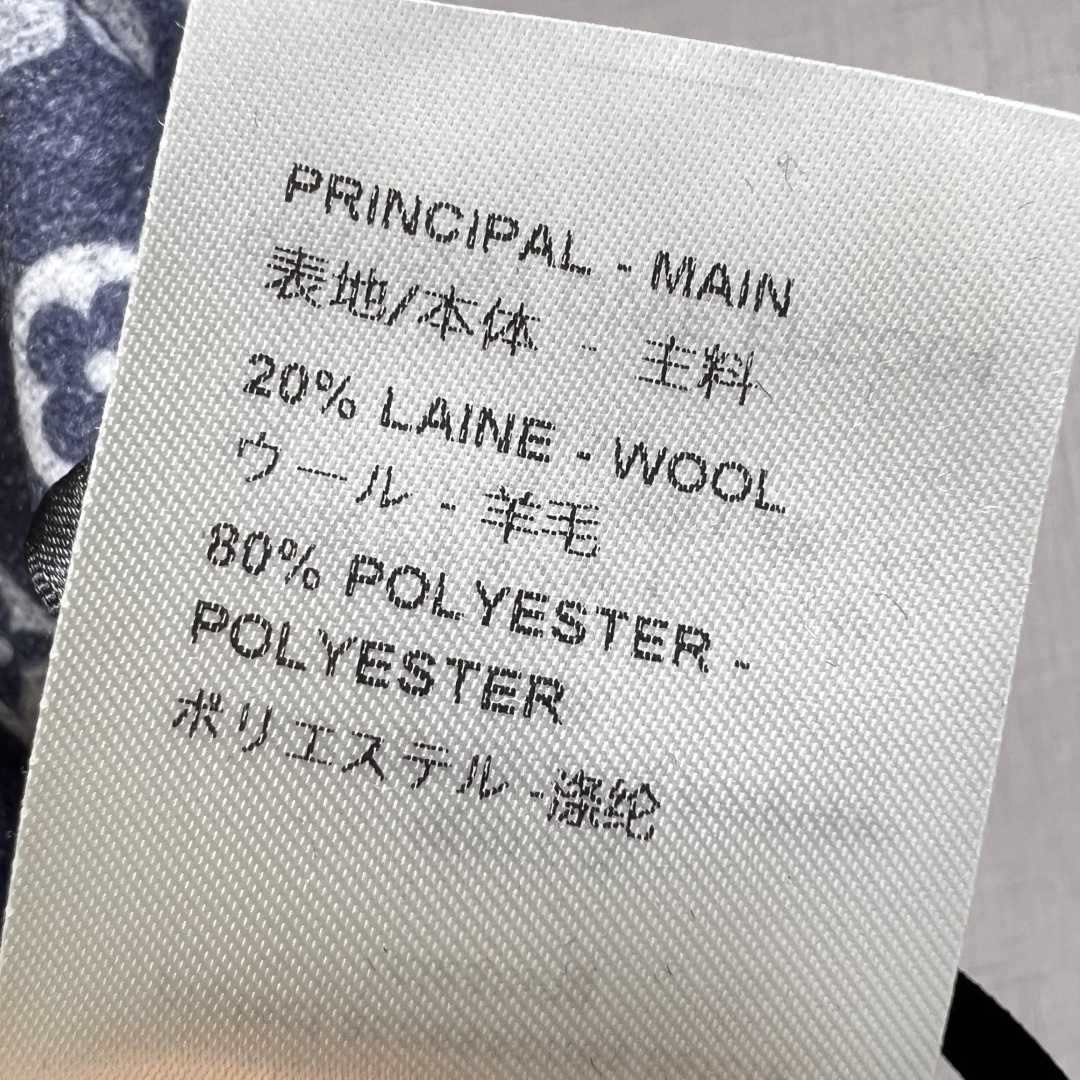 PRINCIPAL - MAIN
表地/本体 - 主料
20% LAINE - WOOL
ウール - 羊毛
80% POLYESTER -
POLYESTER
ポリエステル -涤纶